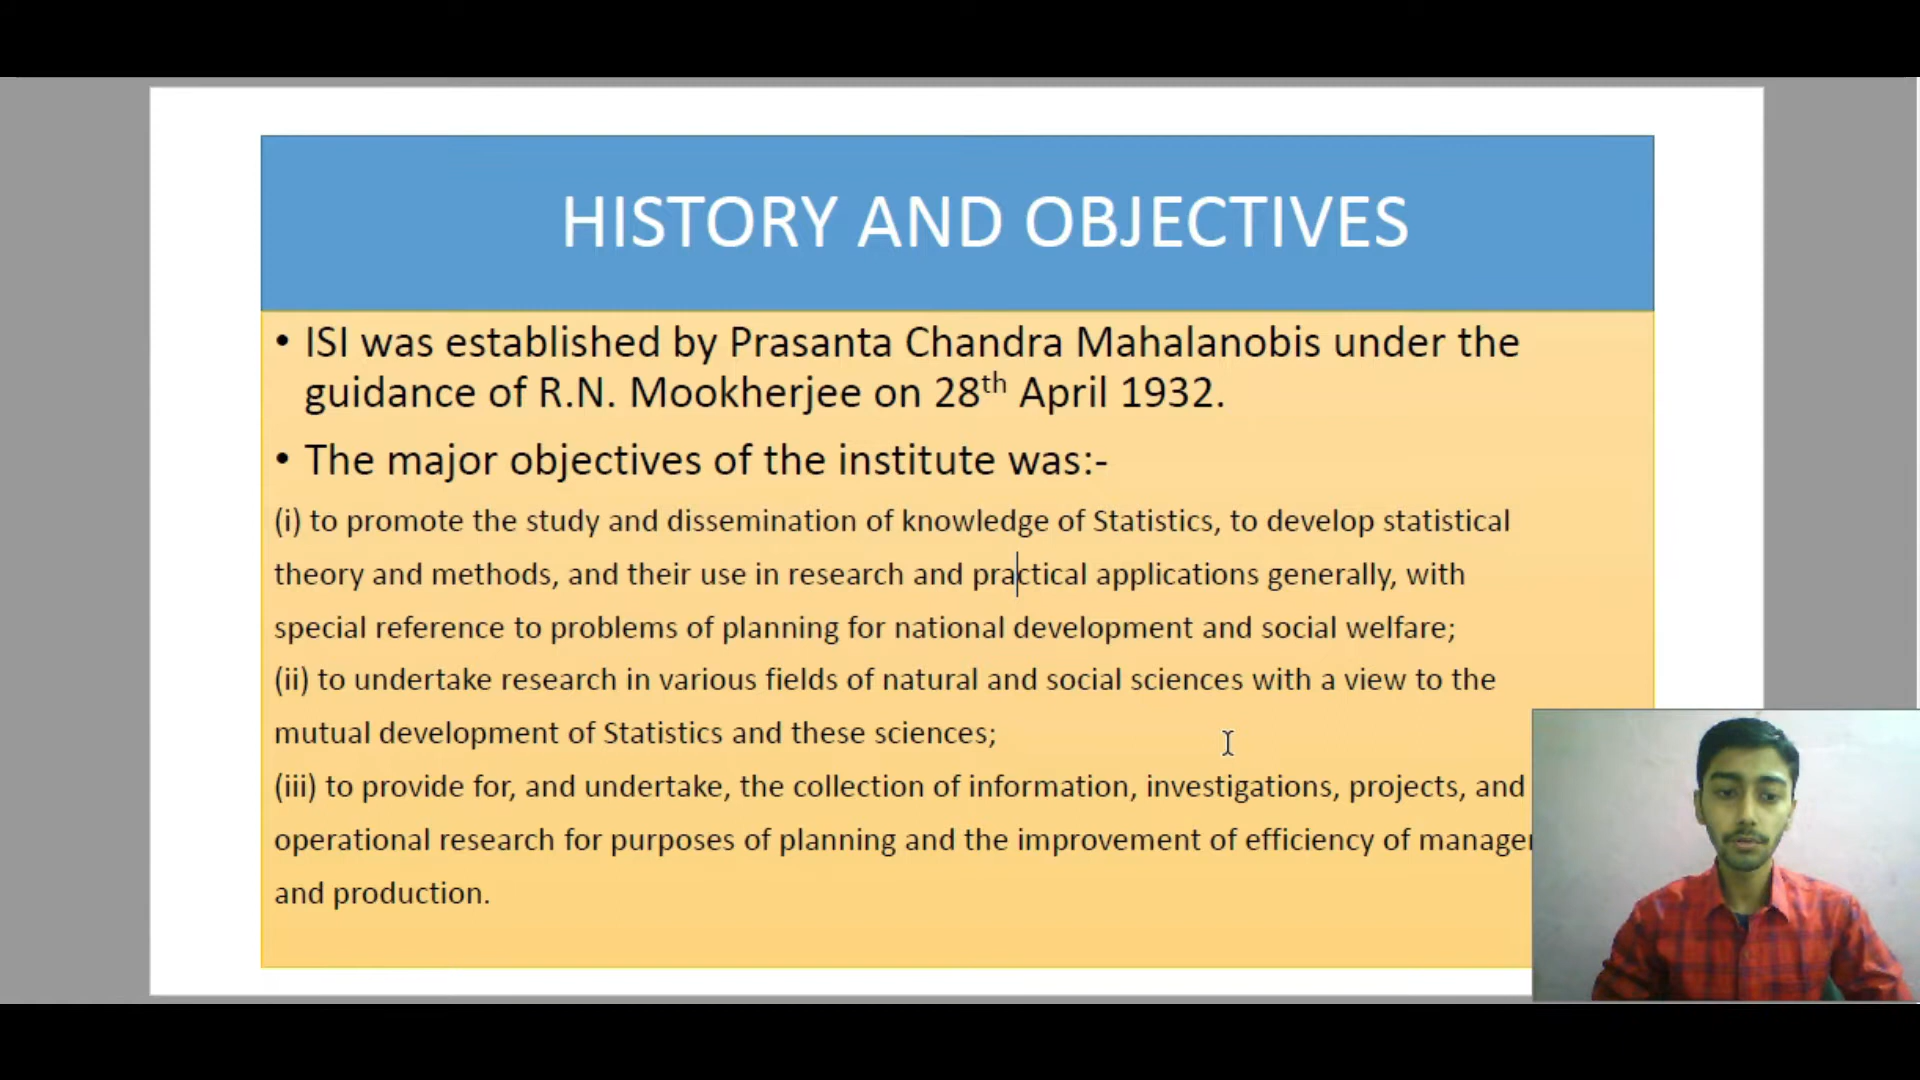 HISTORY AND OBJECTIVES
• ISI was established by Prasanta Chandra Mahalanobis under the
guidance of R.N. Mookherjee on 28th April 1932.
• The major objectives of the institute was:-
(i) to promote the study and dissemination of knowledge of Statistics, to develop statistical
theory and methods, and their use in research and practical applications generally, with
special reference to problems of planning for national development and social welfare;
(ii) to undertake research in various fields of natural and social sciences with a view to the
mutual development of Statistics and these sciences;
(iii) to provide for, and undertake, the collection of information, investigations, projects, and
operational research for purposes of planning and the improvement of efficiency of
and production.